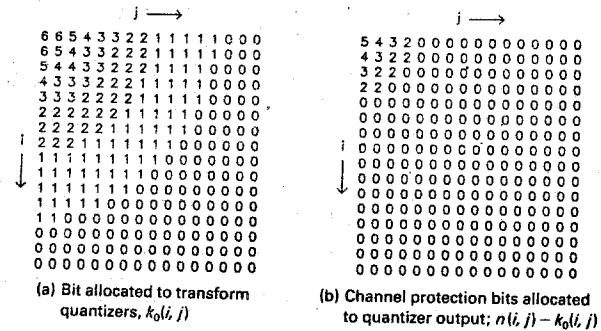 j
6 6 5 4 3 3 2 2 1 1 1 1 1 0 0 0
6 5 4 4 3 3 2 2 1 1 1 1 1 0 0 0
5 4 4 3 3 2 2 2 1 1 1 1 0 0 0 0
4 3 3 3 2 2 2 1 1 1 1 1 0 0 0 0
3 3 3 2 2 2 2 1 1 1 1 1 0 0 0 0
2 2 2 2 2 2 1 1 1 1 1 0 0 0 0 0
2 2 2 2 2 1 1 1 1 1 1 0 0 0 0 0
i
2 2 2 1 1 1 1 1 1 1 0 0 0 0 0 0
1 1 1 1 1 1 1 1 1 0 0 0 0 0 0 0
1 1 1 1 1 1 1 1 0 0 0 0 0 0 0 0
1 1 1 1 1 1 1 0 0 0 0 0 0 0 0 0
1 1 1 1 1 0 0 0 0 0 0 0 0 0 0 0
1 1 0 0 0 0 0 0 0 0 0 0 0 0 0 0
0 0 0 0 0 0 0 0 0 0 0 0 0 0 0 0
0 0 0 0 0 0 0 0 0 0 0 0 0 0 0 0
0 0 0 0 0 0 0 0 0 0 0 0 0 0 0 0
(a) Bit allocated to transform
quantizers, k₀(i, j)
j
5 4 3 2 0 0 0 0 0 0 0 0 0 0 0 0
4 3 2 2 0 0 0 0 0 0 0 0 0 0 0 0
3 2 2 0 0 0 0 0 0 0 0 0 0 0 0 0
2 2 0 0 0 0 0 0 0 0 0 0 0 0 0 0
0 0 0 0 0 0 0 0 0 0 0 0 0 0 0 0
0 0 0 0 0 0 0 0 0 0 0 0 0 0 0 0
0 0 0 0 0 0 0 0 0 0 0 0 0 0 0 0
i
0 0 0 0 0 0 0 0 0 0 0 0 0 0 0 0
0 0 0 0 0 0 0 0 0 0 0 0 0 0 0 0
0 0 0 0 0 0 0 0 0 0 0 0 0 0 0 0
0 0 0 0 0 0 0 0 0 0 0 0 0 0 0 0
0 0 0 0 0 0 0 0 0 0 0 0 0 0 0 0
0 0 0 0 0 0 0 0 0 0 0 0 0 0 0 0
0 0 0 0 0 0 0 0 0 0 0 0 0 0 0 0
0 0 0 0 0 0 0 0 0 0 0 0 0 0 0 0
0 0 0 0 0 0 0 0 0 0 0 0 0 0 0 0
(b) Channel protection bits allocated
to quantizer output; n(i, j) – k₀(i, j)